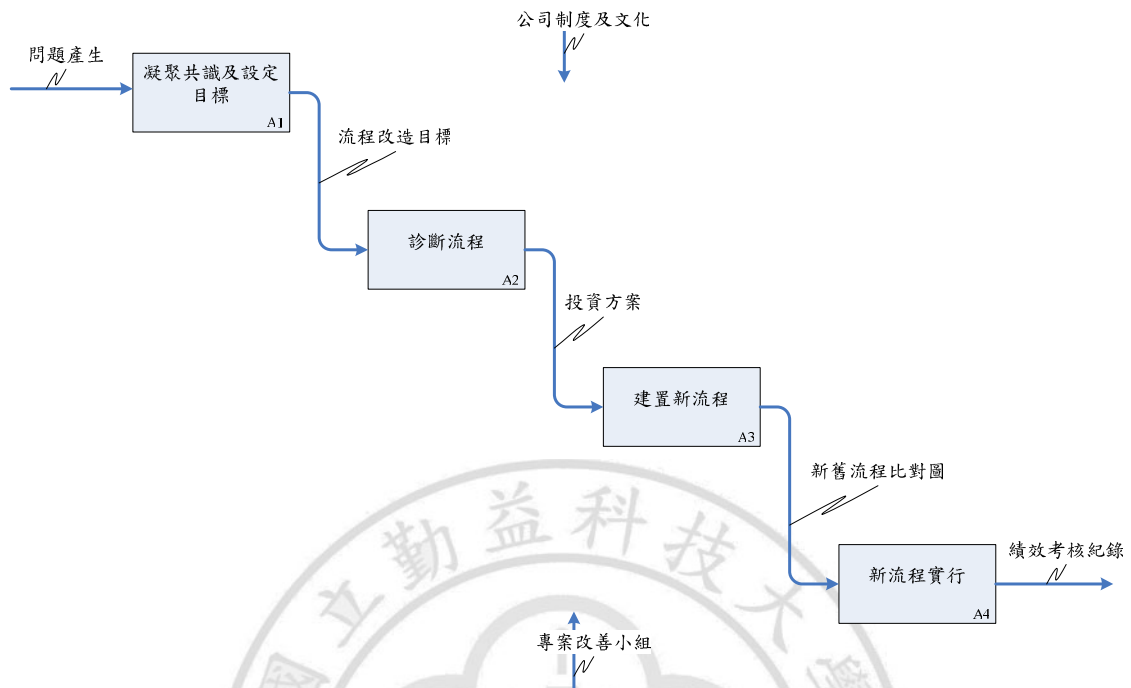 公司制度及文化
問題產生
凝聚共識及設定
目標
A1
流程改造目標
診斷流程
A2
投資方案
建置新流程
A3
新舊流程比對圖
新流程實行
A4
績效考核紀錄
專案改善小組
國立勤益科技大學